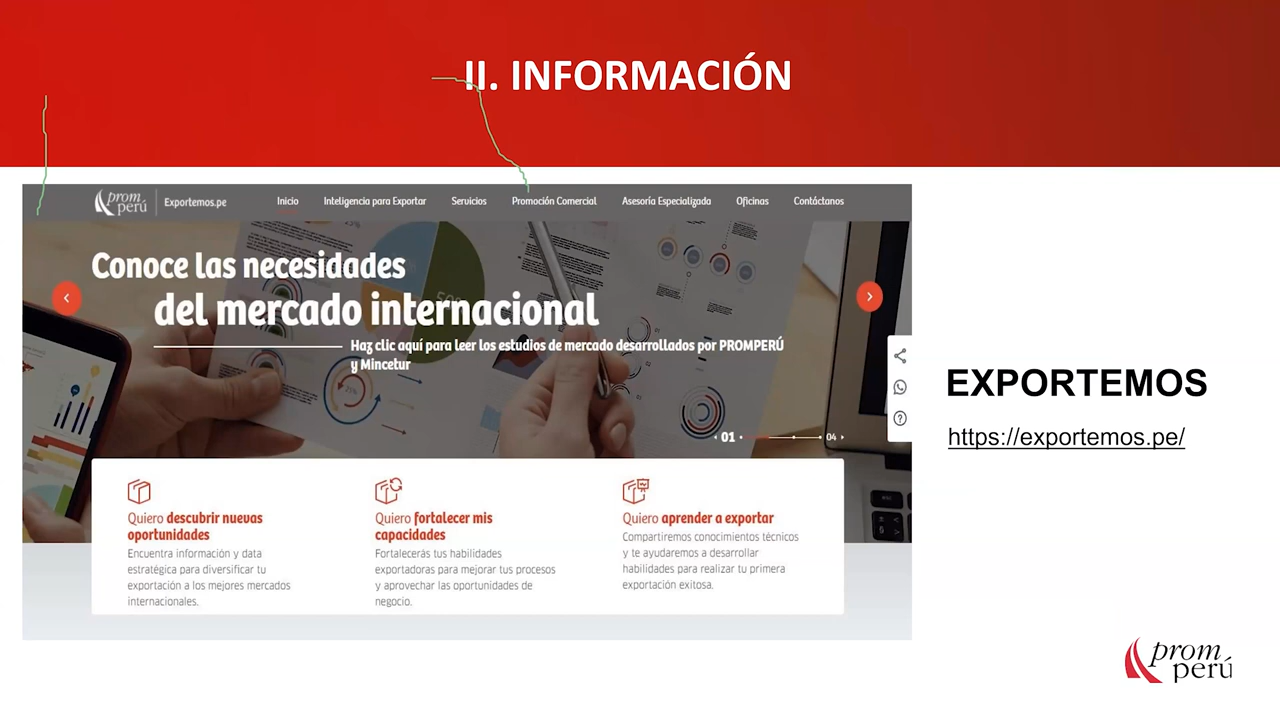 II. INFORMACIÓN
prom perú Exportemos.pe Inicio Inteligencia para Exportar Servicios Promoción Comercial Asesoría Especializada Oficinas Contáctanos
Conoce las necesidades
del mercado internacional
Haz clic aquí para leer los estudios de mercado desarrollados por PROMPERÚ
y Mincetur
01 04
Quiero descubrir nuevas
oportunidades
Encuentra información y data
estratégica para diversificar tu
exportación a los mejores mercados
internacionales.
Quiero fortalecer mis
capacidades
Fortalecerás tus habilidades
exportadoras para mejorar tus procesos
y aprovechar las oportunidades de
negocio.
Quiero aprender a exportar
Compartiremos conocimientos técnicos
y te ayudaremos a desarrollar
habilidades para realizar tu primera
exportación exitosa.
EXPORTEMOS
https://exportemos.pe/
prom
perú